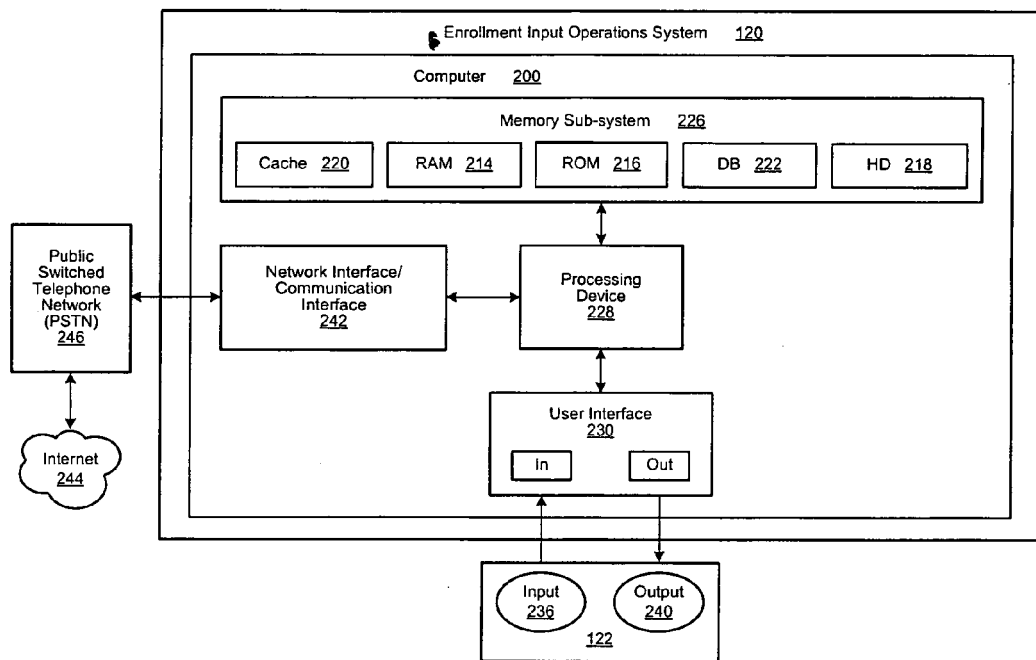 Enrollment Input Operations System 120
Computer 200
Memory Sub-system 226
Cache 220
RAM 214
ROM 216
DB 222
HD 218
Public
Switched
Telephone
Network
(PSTN)
246
Network Interface/
Communication
Interface
242
Processing
Device
228
User Interface
230
In
Out
Internet
244
Input
236
Output
240
122